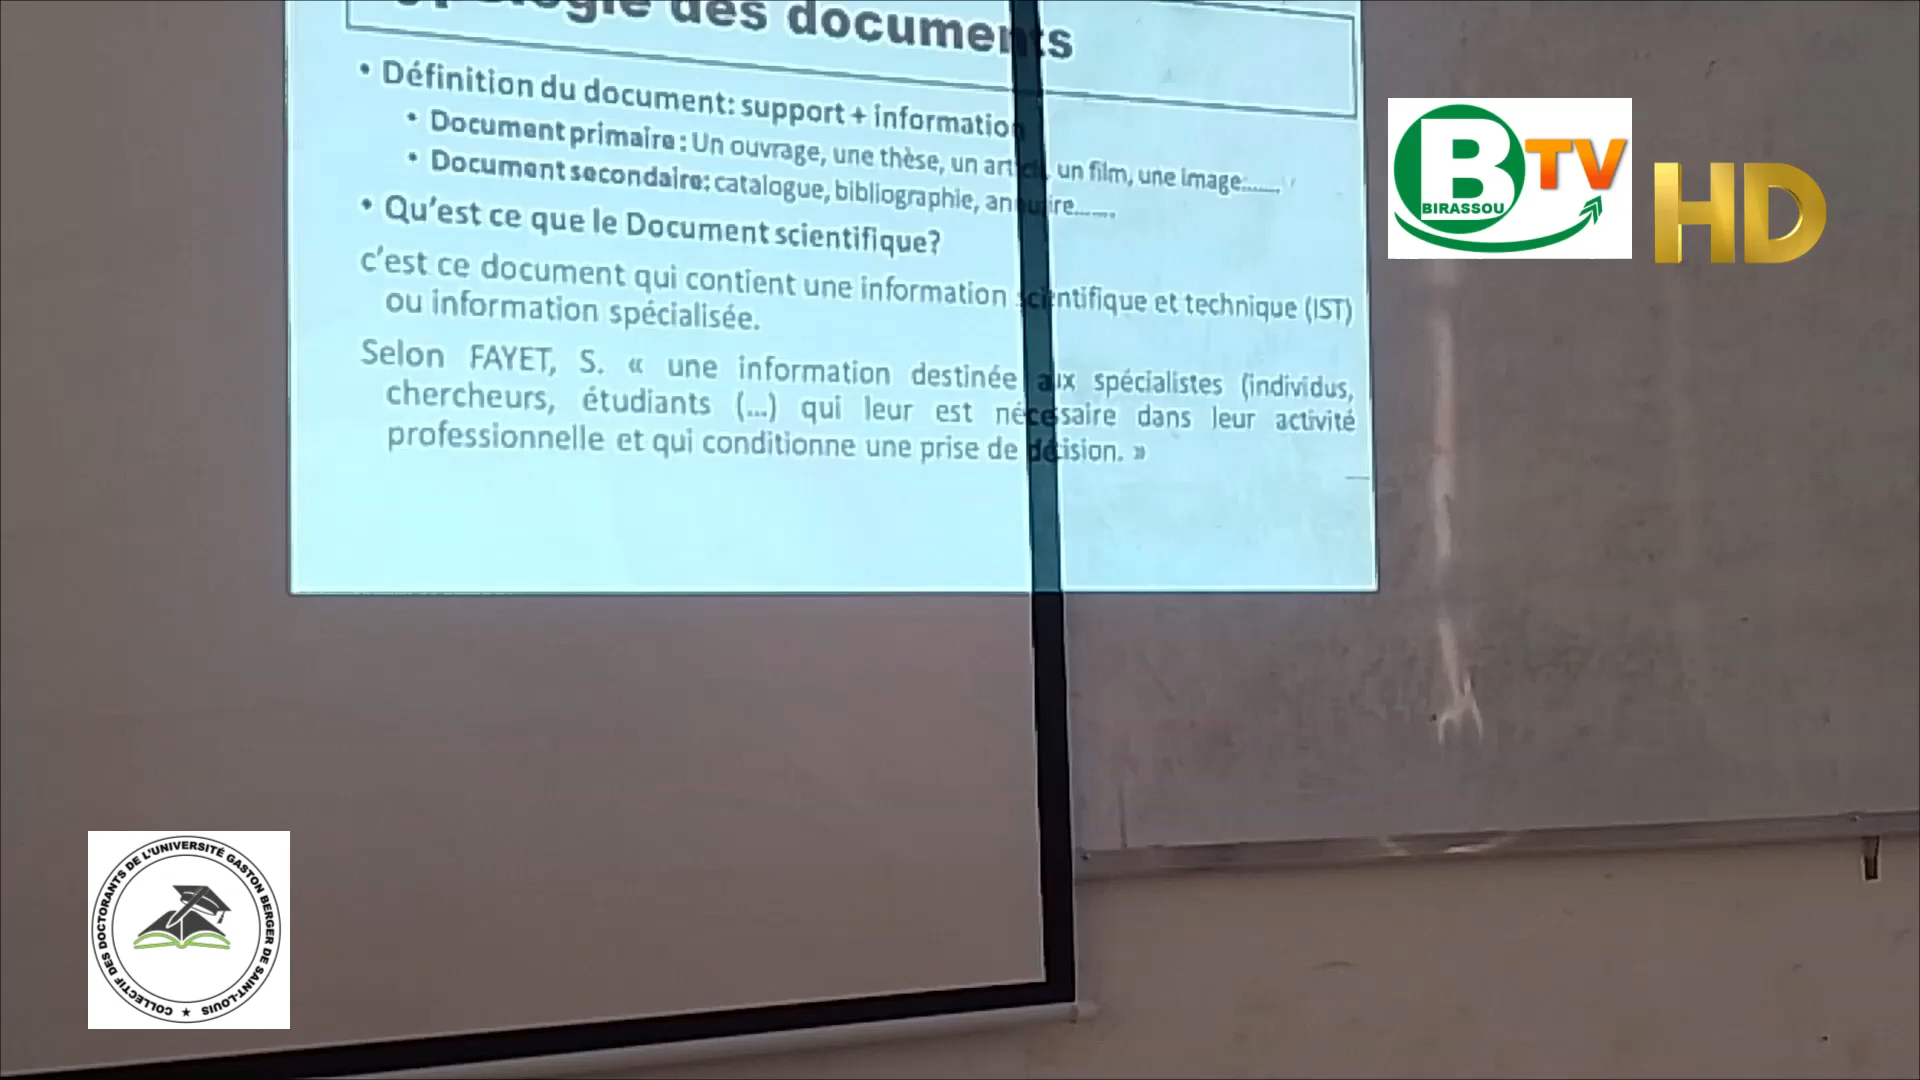 des documents
• Définition du document: support + information
• Document primaire : Un ouvrage, une thèse, un article, un film, une image.......
• Document secondaire: catalogue, bibliographie, annuaire.......
• Qu'est ce que le Document scientifique?
c'est ce document qui contient une information scientifique et technique (IST)
ou information spécialisée.
Selon FAYET, S. « une information destinée aux spécialistes (individus,
chercheurs, étudiants (...) qui leur est nécessaire dans leur activité
professionnelle et qui conditionne une prise de décision. »
B TV
BIRASSOU
HD
COLLECTIF DES DOCTORANTS DE L'UNIVERSITÉ GASTON BERGER DE SAINT-LOUIS ★